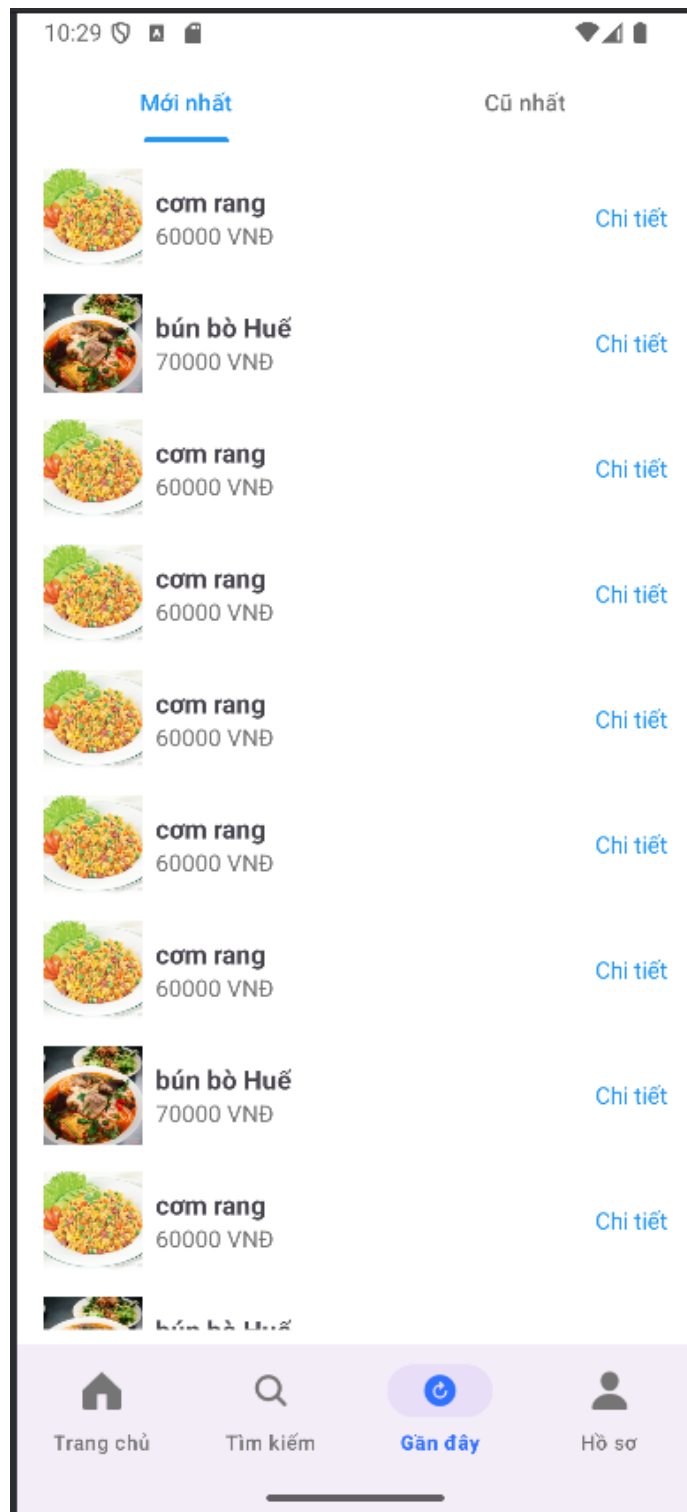 10:29
Mới nhất
Cũ nhất
cơm rang
60000 VNĐ
Chi tiết
bún bò Huế
70000 VNĐ
Chi tiết
cơm rang
60000 VNĐ
Chi tiết
cơm rang
60000 VNĐ
Chi tiết
cơm rang
60000 VNĐ
Chi tiết
cơm rang
60000 VNĐ
Chi tiết
cơm rang
60000 VNĐ
Chi tiết
bún bò Huế
70000 VNĐ
Chi tiết
cơm rang
60000 VNĐ
Chi tiết
bún bò Huế
Trang chủ
Tìm kiếm
Gần đây
Hồ sơ